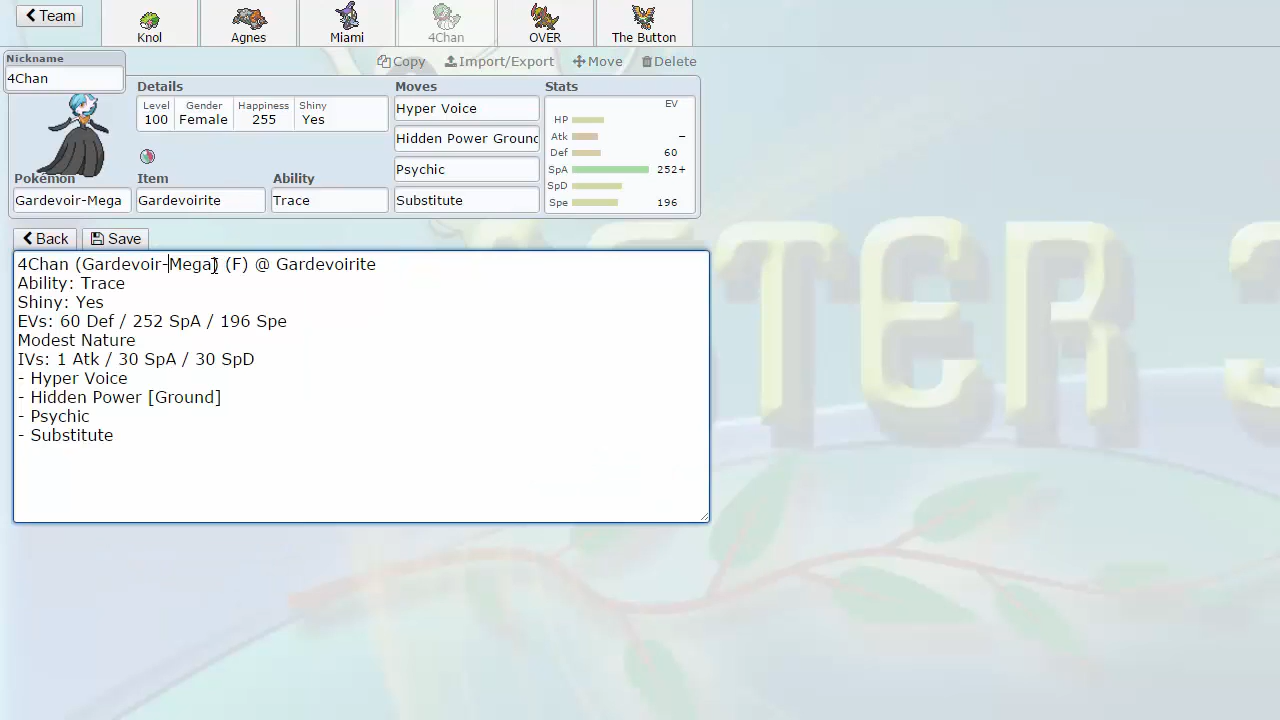 Team
Knol
Agnes
Miami
4Chan
OVER
The Button
Nickname
4Chan
Copy
Import/Export
Move
Delete
Details
Level
100
Gender
Female
Happiness
255
Shiny
Yes
Moves
Hyper Voice
Hidden Power Ground
Psychic
Substitute
Stats
EV
HP
Atk –
Def 60
SpA 252+
SpD
Spe 196
Pokémon
Gardevoir-Mega
Item
Gardevoirite
Ability
Trace
Back
Save
4Chan (Gardevoir-Mega) (F) @ Gardevoirite
Ability: Trace
Shiny: Yes
EVs: 60 Def / 252 SpA / 196 Spe
Modest Nature
IVs: 1 Atk / 30 SpA / 30 SpD
- Hyper Voice
- Hidden Power [Ground]
- Psychic
- Substitute